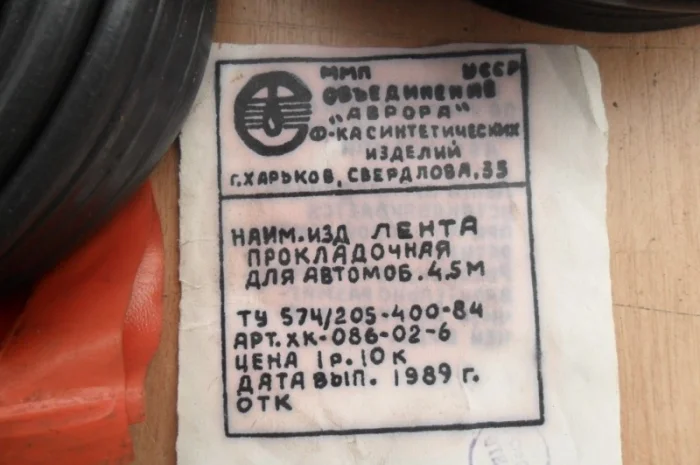 ММП УССР
ОБЪЕДИНЕНИЕ
"АВРОРА"
Ф-КА СИНТЕТИЧЕСКИХ
ИЗДЕЛИЙ
Г. ХАРЬКОВ, СВЕРДЛОВА, 35
НАИМ. ИЗД ЛЕНТА
ПРОКЛАДОЧНАЯ
ДЛЯ АВТОМОБ. 4,5М
ТУ 574/205-400-84
АРТ. ХК-086-02-6
ЦЕНА 1р. 10к
ДАТА ВЫП. 1989 г.
ОТК